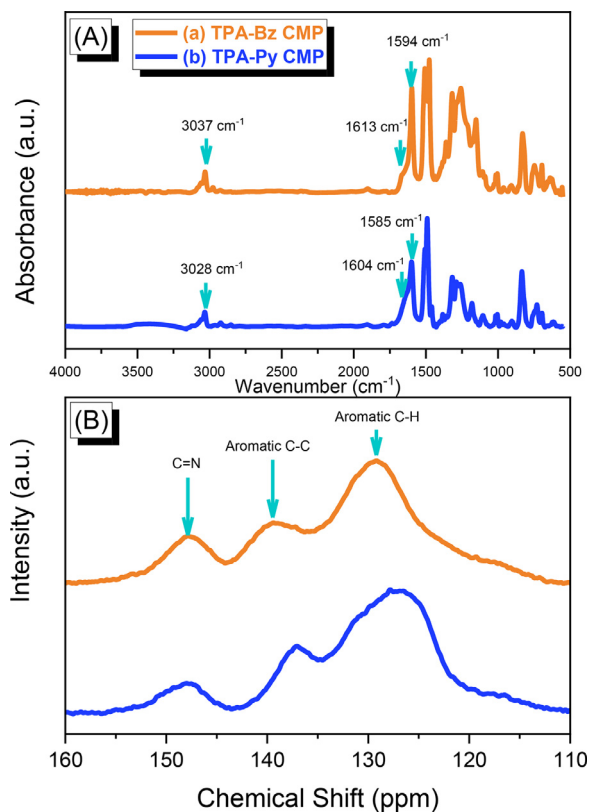 (A)
(a) TPA-Bz CMP
(b) TPA-Py CMP
1594 cm⁻¹
3037 cm⁻¹
1613 cm⁻¹
1585 cm⁻¹
3028 cm⁻¹
1604 cm⁻¹
Absorbance (a.u.)
4000 3500 3000 2500 2000 1500 1000 500
Wavenumber (cm⁻¹)
(B)
Aromatic C-H
Aromatic C-C
C=N
Intensity (a.u.)
160 150 140 130 120 110
Chemical Shift (ppm)